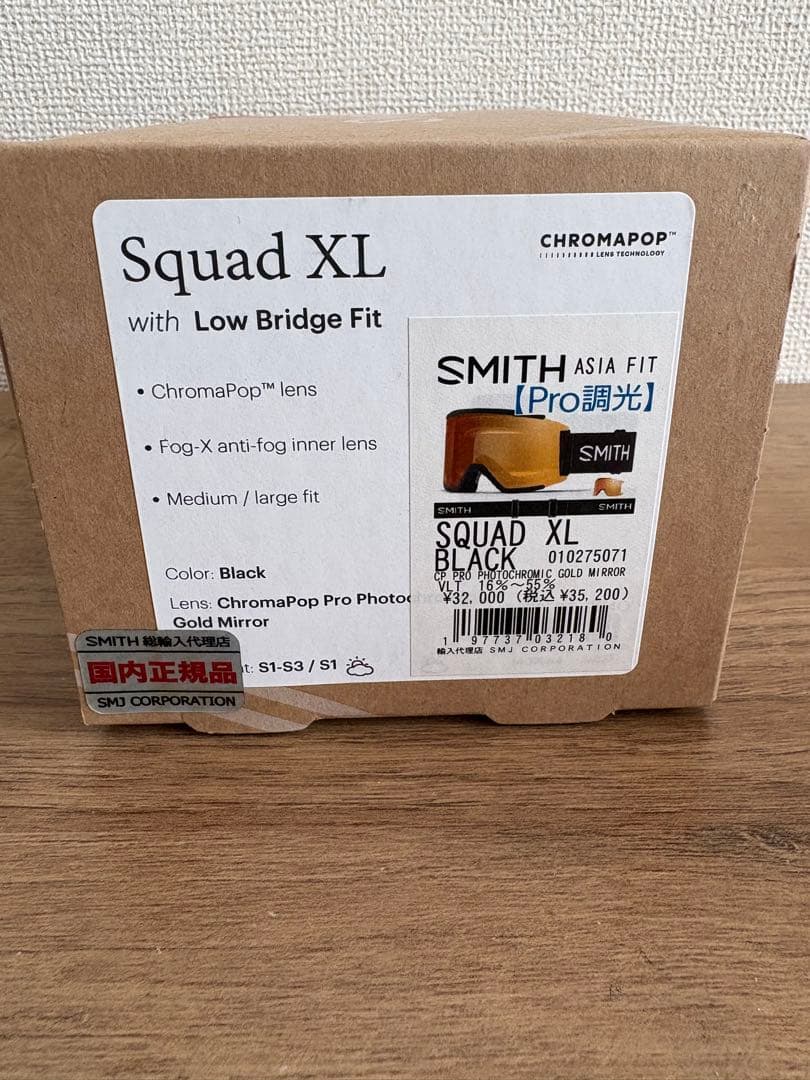 Squad XL
with Low Bridge Fit
CHROMAPOP™
LENS TECHNOLOGY
• ChromaPop™ lens
• Fog-X anti-fog inner lens
• Medium / large fit
Color: Black
Lens: ChromaPop Pro Photoc
Gold Mirror
t: S1-S3 / S1
SMITH ASIA FIT
【Pro調光】
SMITH
SMITH SMITH
SQUAD XL
BLACK 010275071
CP PRO PHOTOCHROMIC GOLD MIRROR
VLT 16%～55%
¥32,000 (税込 ¥35,200)
1 97737 03218 0
輸入代理店 SMJ CORPORATION
SMITH 総輸入代理店
国内正規品
SMJ CORPORATION